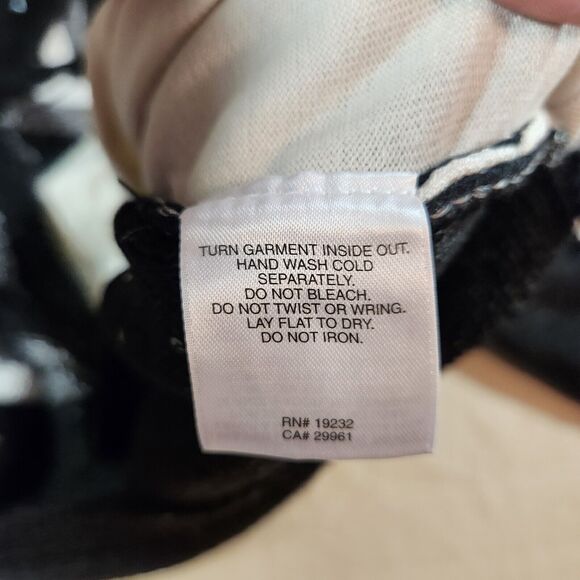 TURN GARMENT INSIDE OUT.
HAND WASH COLD
SEPARATELY.
DO NOT BLEACH.
DO NOT TWIST OR WRING.
LAY FLAT TO DRY.
DO NOT IRON.
RN# 19232
CA# 29961